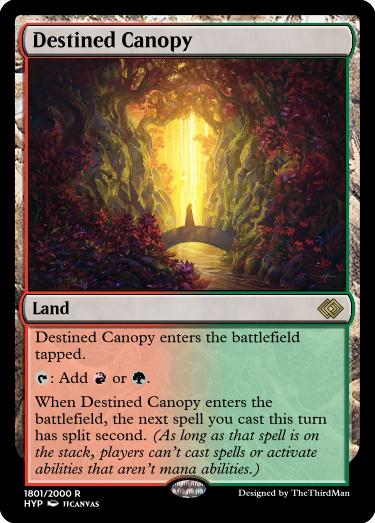 Destined Canopy
Land
Destined Canopy enters the battlefield
tapped.
: Add or .
When Destined Canopy enters the
battlefield, the next spell you cast this turn
has split second. (As long as that spell is on
the stack, players can't cast spells or activate
abilities that aren't mana abilities.)
1801/2000 R
HYP JICANVAS
Designed by TheThirdMan